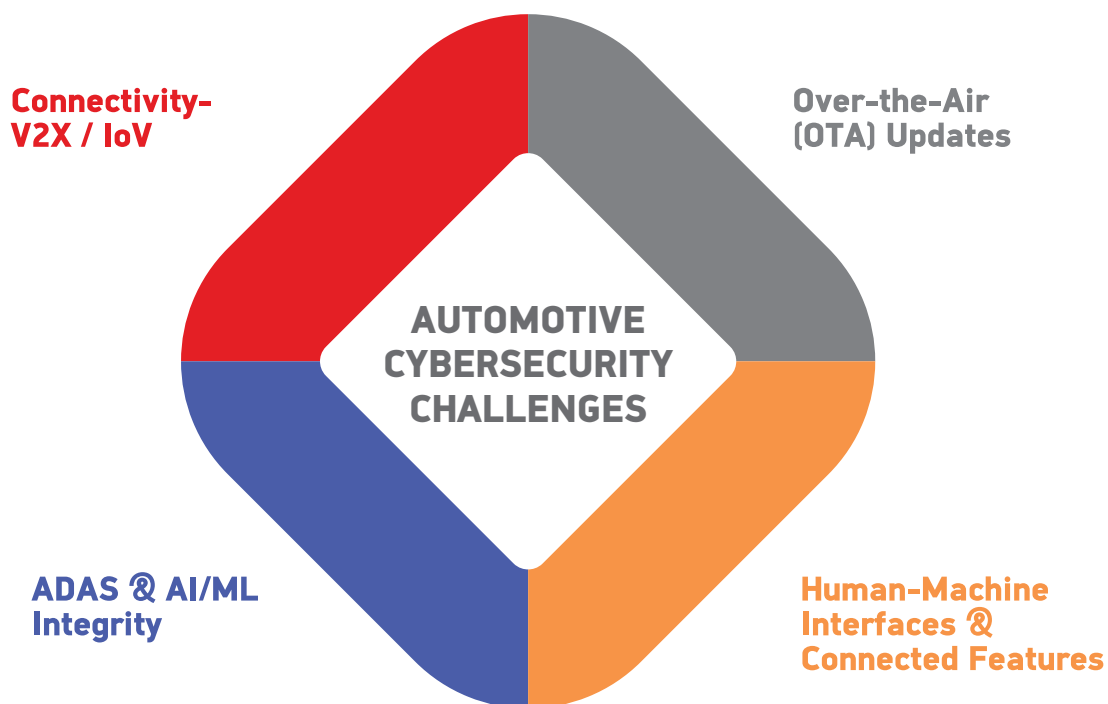 Connectivity-
V2X / IoV
Over-the-Air
(OTA) Updates
AUTOMOTIVE
CYBERSECURITY
CHALLENGES
ADAS & AI/ML
Integrity
Human-Machine
Interfaces &
Connected Features